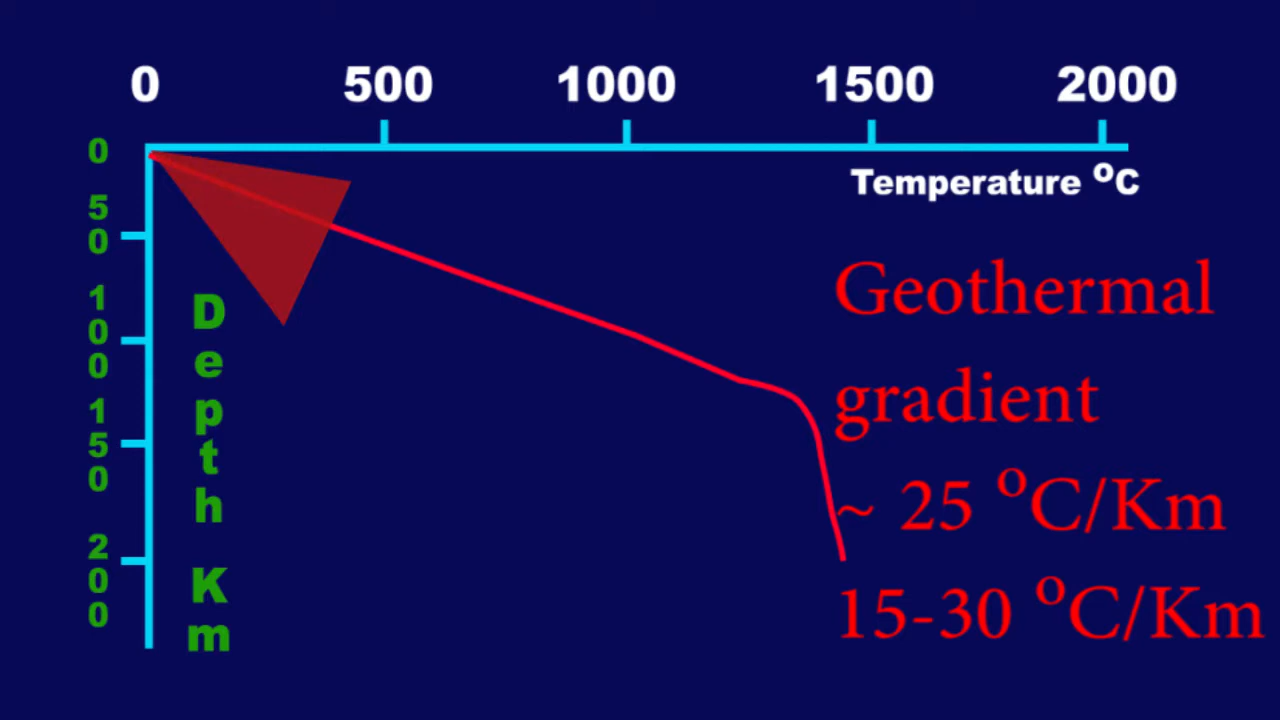 0 500 1000 1500 2000
Temperature ºC
0
50
100
150
200
Depth Km
Geothermal
gradient
~ 25 ºC/Km
15-30 ºC/Km